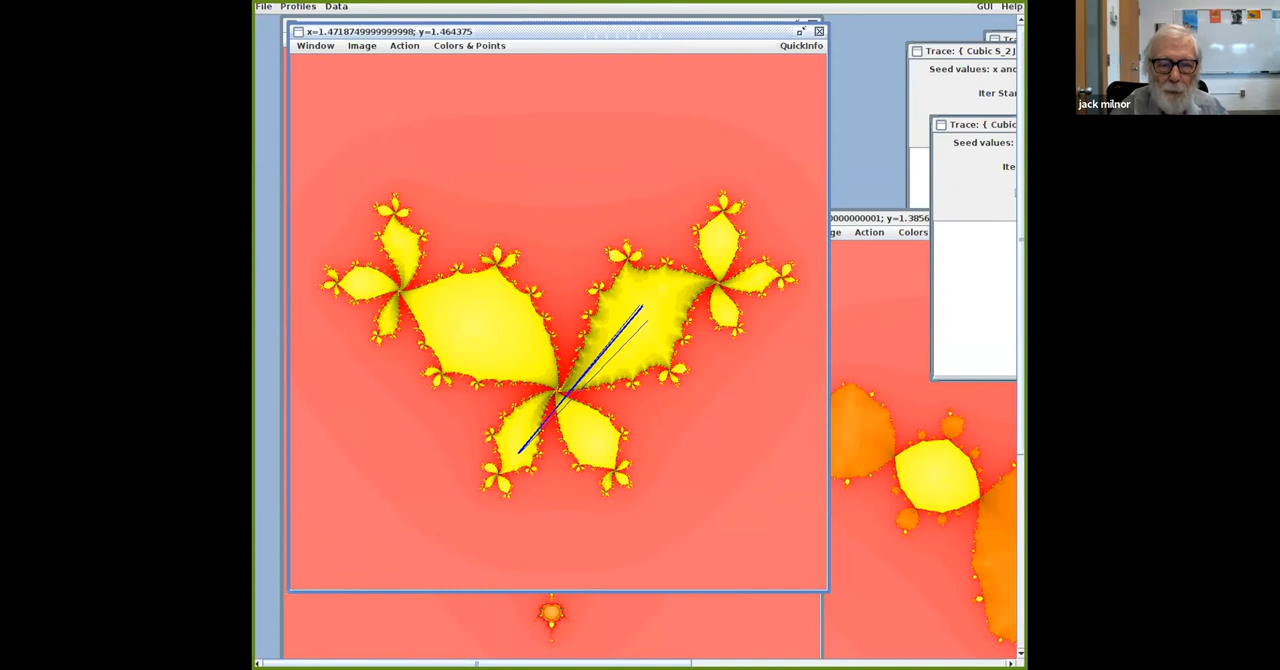 File Profiles Data GUI Help
x=1.4718749999999998; y=1.464375
Window Image Action Colors & Points QuickInfo
Trace: { Cubic S_2 J
Seed values: x and
Iter Star
Trace: { Cubic
Seed values:
Ite
0000000001; y=1.3856
ge Action Colors
jack milnor